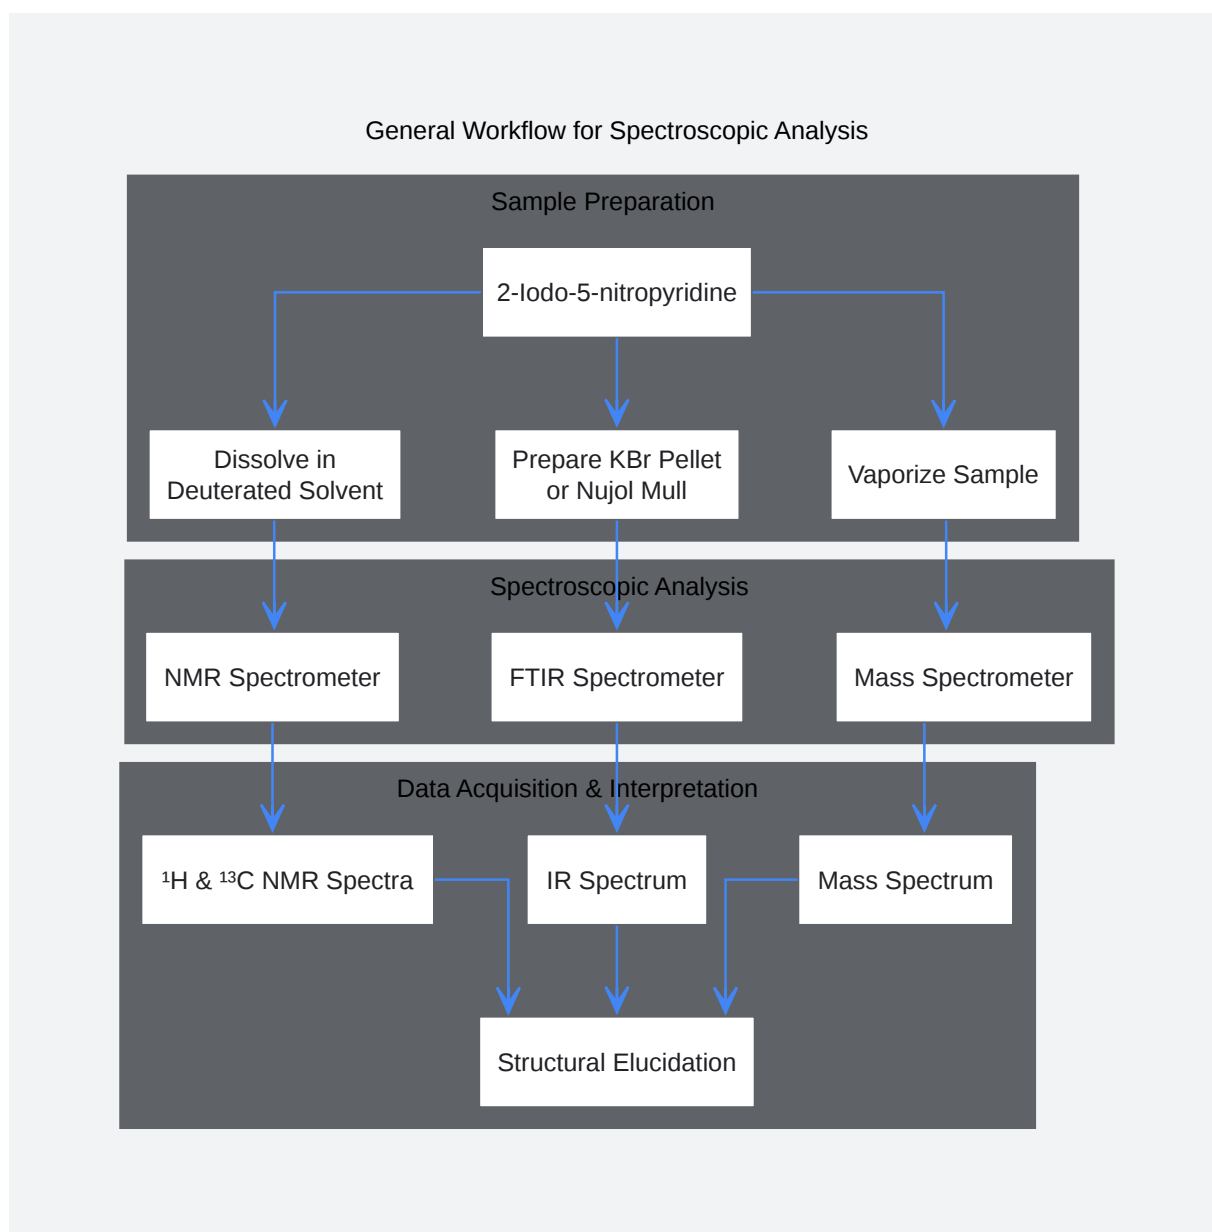 General Workflow for Spectroscopic Analysis
Sample Preparation
2-Iodo-5-nitropyridine
Dissolve in
Deuterated Solvent
Prepare KBr Pellet
or Nujol Mull
Vaporize Sample
Spectroscopic Analysis
NMR Spectrometer
FTIR Spectrometer
Mass Spectrometer
Data Acquisition & Interpretation
¹H & ¹³C NMR Spectra
IR Spectrum
Mass Spectrum
Structural Elucidation